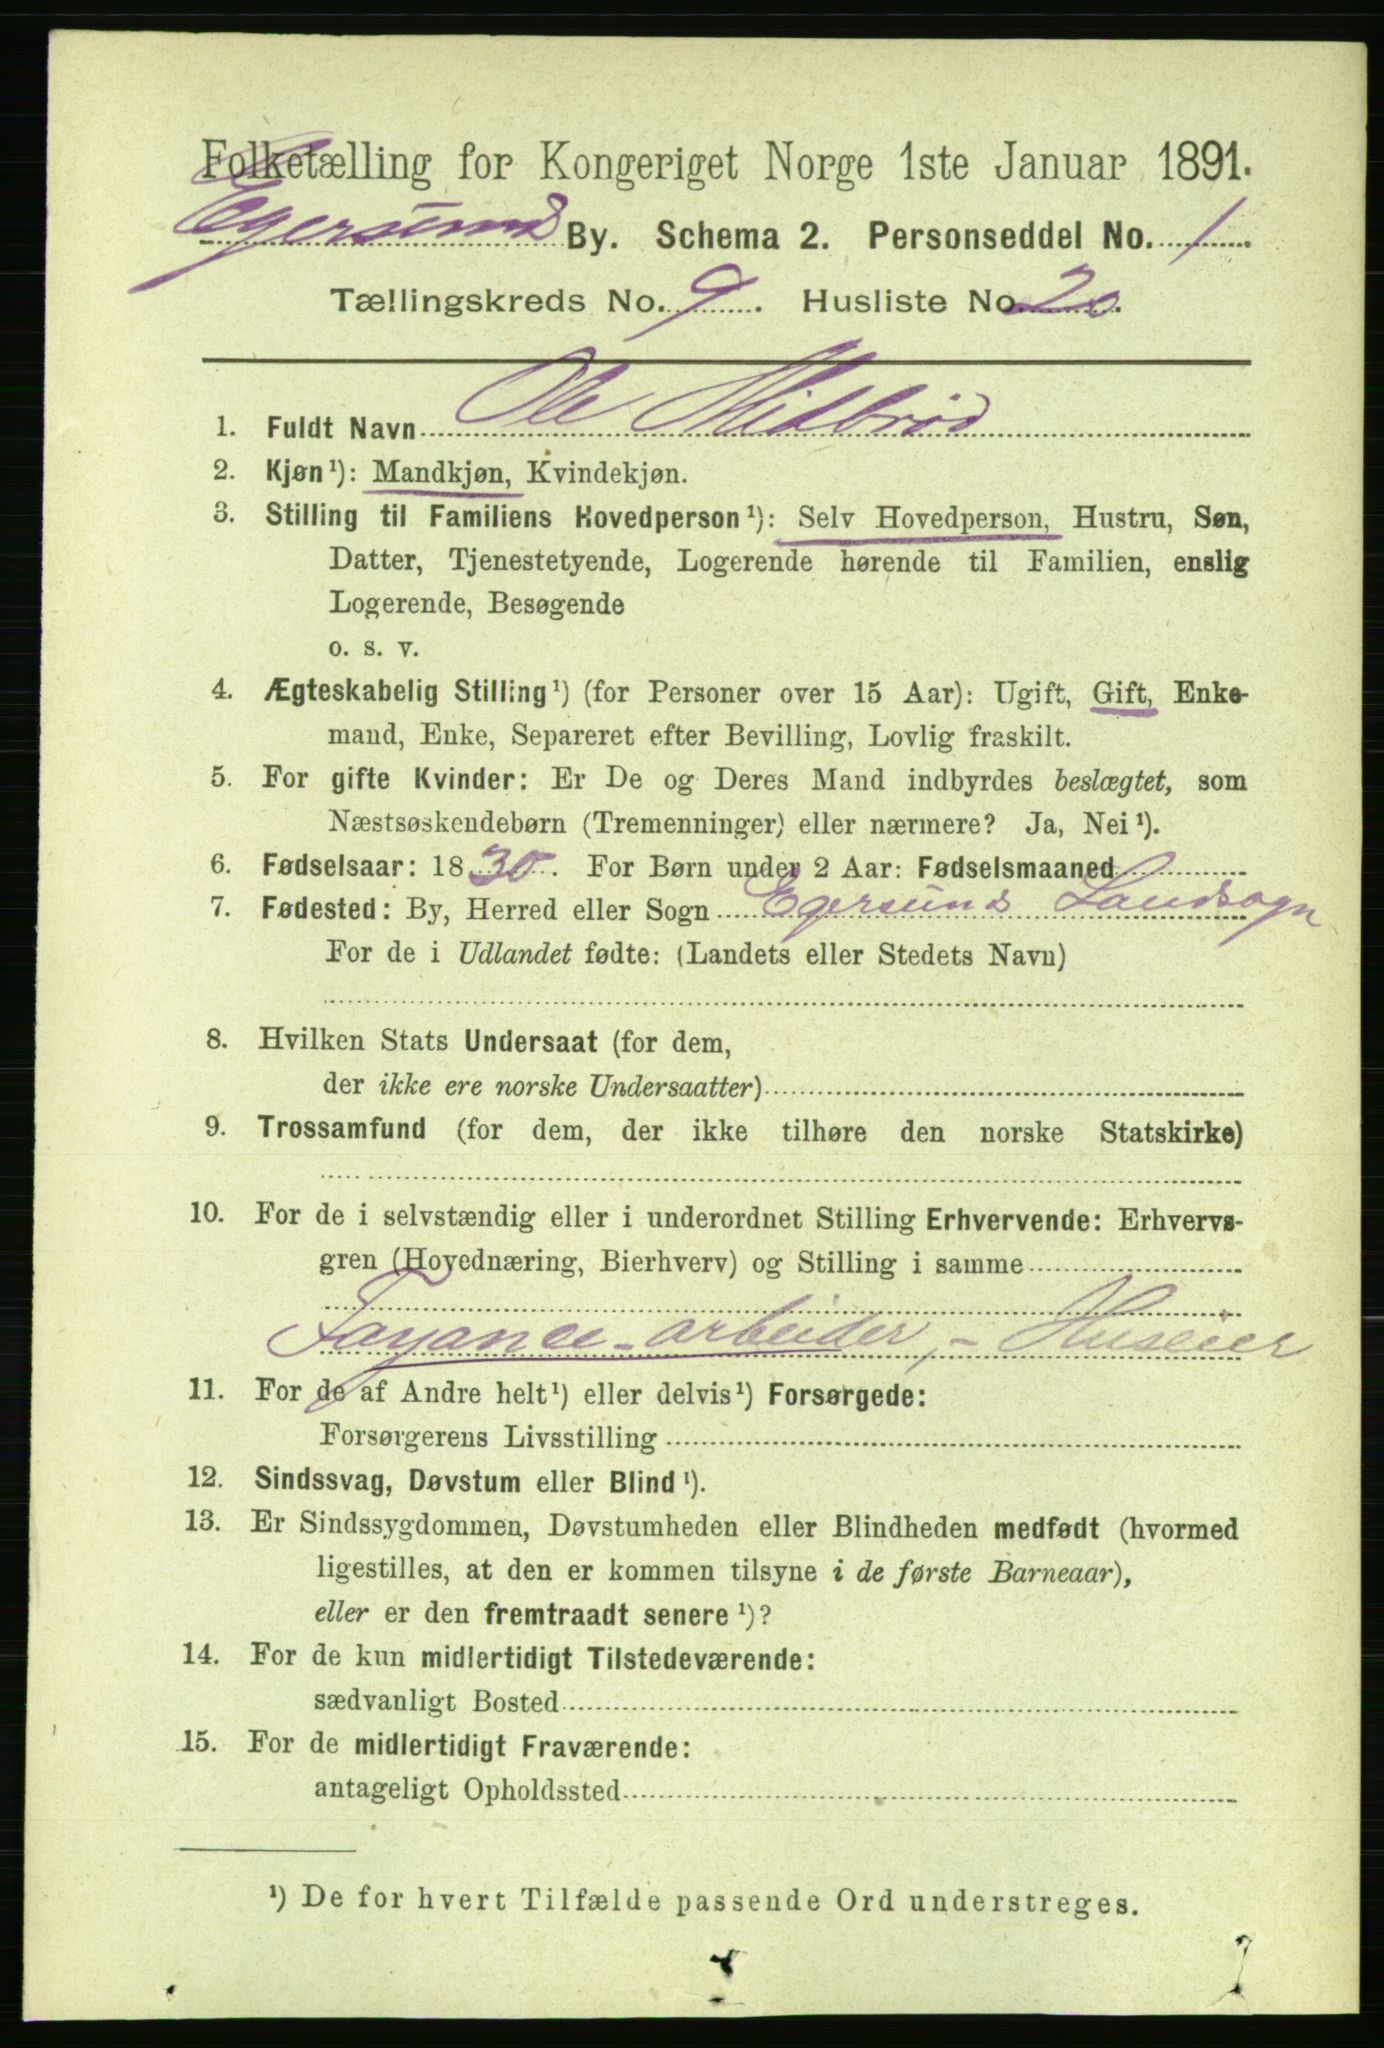 Folketælling for Kongeriget Norge 1ste Januar 1891.
Egersund By. Schema 2. Personseddel No. 1
Tællingskreds No. 9. Husliste No. 20.
1. Fuldt Navn Ole Midbrød
2. Kjøn¹): Mandkjøn, Kvindekjøn.
3. Stilling til Familiens Hovedperson¹): Selv Hovedperson, Hustru, Søn,
Datter, Tjenestetyende, Logerende hørende til Familien, enslig
Logerende, Besøgende
o. s. v.
4. Ægteskabelig Stilling¹) (for Personer over 15 Aar): Ugift, Gift, Enke-
mand, Enke, Separeret efter Bevilling, Lovlig fraskilt.
5. For gifte Kvinder: Er De og Deres Mand indbyrdes beslægtet, som
Næstsøskendebørn (Tremenninger) eller nærmere? Ja, Nei¹).
6. Fødselsaar: 1830. For Børn under 2 Aar: Fødselsmaaned
7. Fødested: By, Herred eller Sogn Egersunds Landsogn
For de i Udlandet fødte: (Landets eller Stedets Navn)
8. Hvilken Stats Undersaat (for dem,
der ikke ere norske Undersaatter)
9. Trossamfund (for dem, der ikke tilhøre den norske Statskirke)
10. For de i selvstændig eller i underordnet Stilling Erhvervende: Erhvervs-
gren (Hovednæring, Bierhverv) og Stilling i samme
Fayance-arbeider, - Huseier
11. For de af Andre helt¹) eller delvis¹) Forsørgede:
Forsørgerens Livsstilling
12. Sindssvag, Døvstum eller Blind¹).
13. Er Sindssygdommen, Døvstumheden eller Blindheden medfødt (hvormed
ligestilles, at den er kommen tilsyne i de første Barneaar),
eller er den fremtraadt senere¹)?
14. For de kun midlertidigt Tilstedeværende:
sædvanligt Bosted
15. For de midlertidigt Fraværende:
antageligt Opholdssted
¹) De for hvert Tilfælde passende Ord understreges.